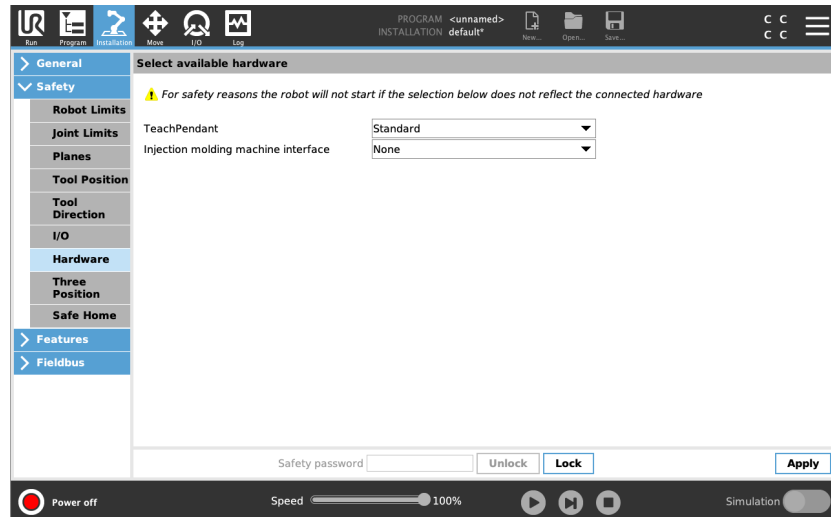 UR
PROGRAM <unnamed>
INSTALLATION default*
C C
C C
Run Program Installation Move I/O Log New... Open... Save...
General
Select available hardware
Safety
For safety reasons the robot will not start if the selection below does not reflect the connected hardware
Robot Limits
Joint Limits
Planes
Tool Position
Tool
Direction
I/O
Hardware
Three
Position
Safe Home
Features
Fieldbus
TeachPendant Standard
Injection molding machine interface None
Safety password Unlock Lock Apply
Power off Speed 100% Simulation